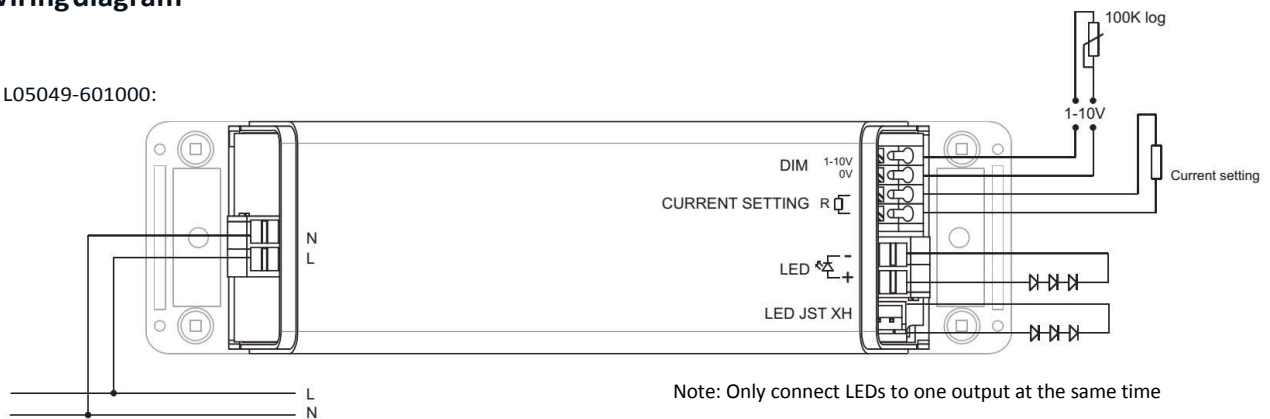 Wiring diagram
100K log
L05049-601000:
1-10V
DIM 1-10V
0V
Current setting
CURRENT SETTING R
N
L
LED - +
LED JST XH
Note: Only connect LEDs to one output at the same time
L
N